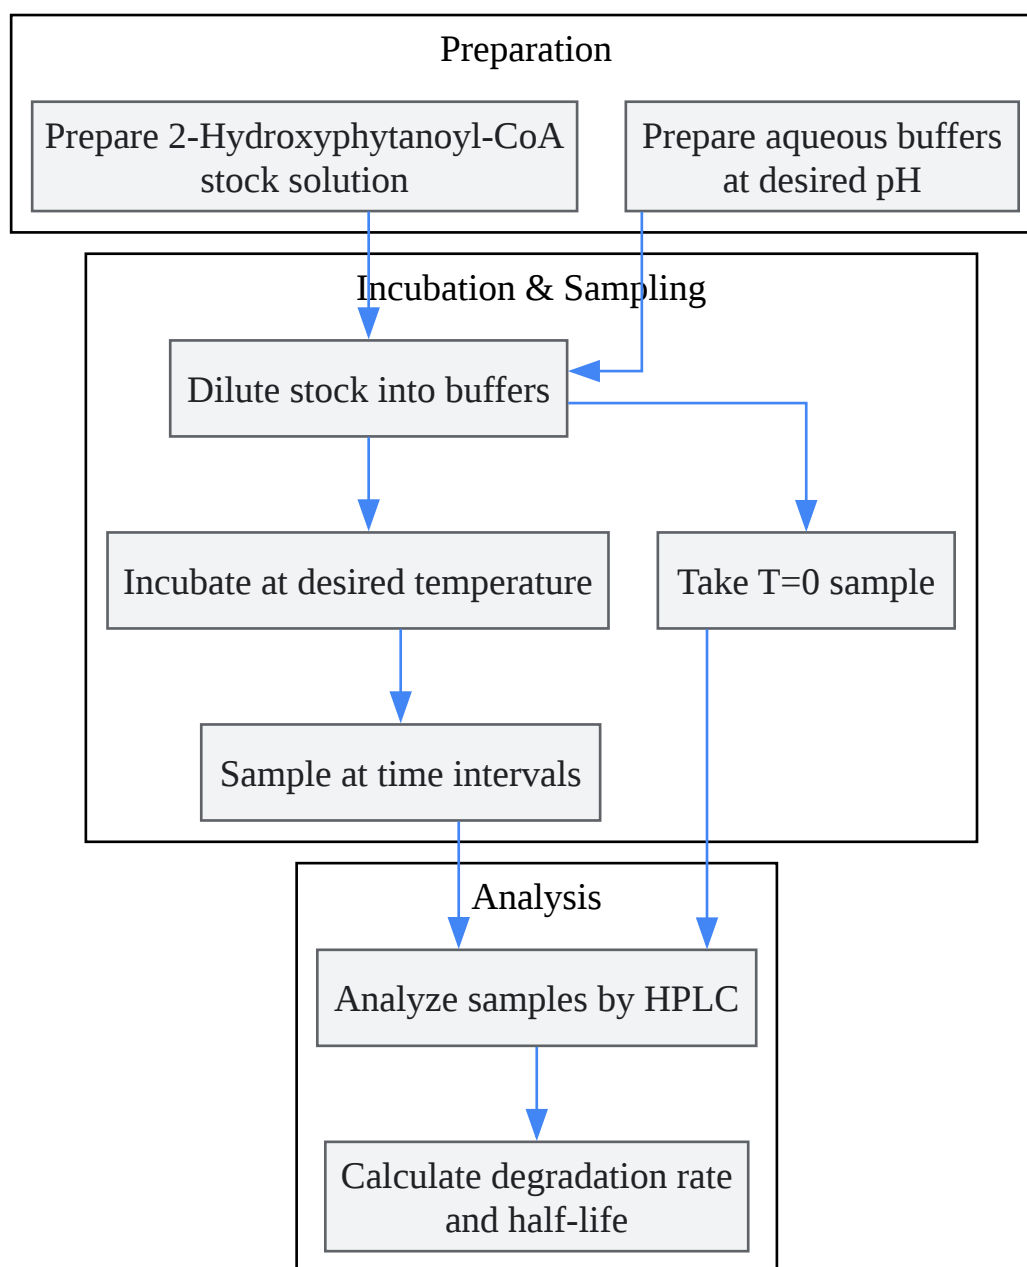 Preparation
Prepare 2-Hydroxyphytanoyl-CoA
stock solution
Prepare aqueous buffers
at desired pH
Incubation & Sampling
Dilute stock into buffers
Incubate at desired temperature
Take T=0 sample
Sample at time intervals
Analysis
Analyze samples by HPLC
Calculate degradation rate
and half-life